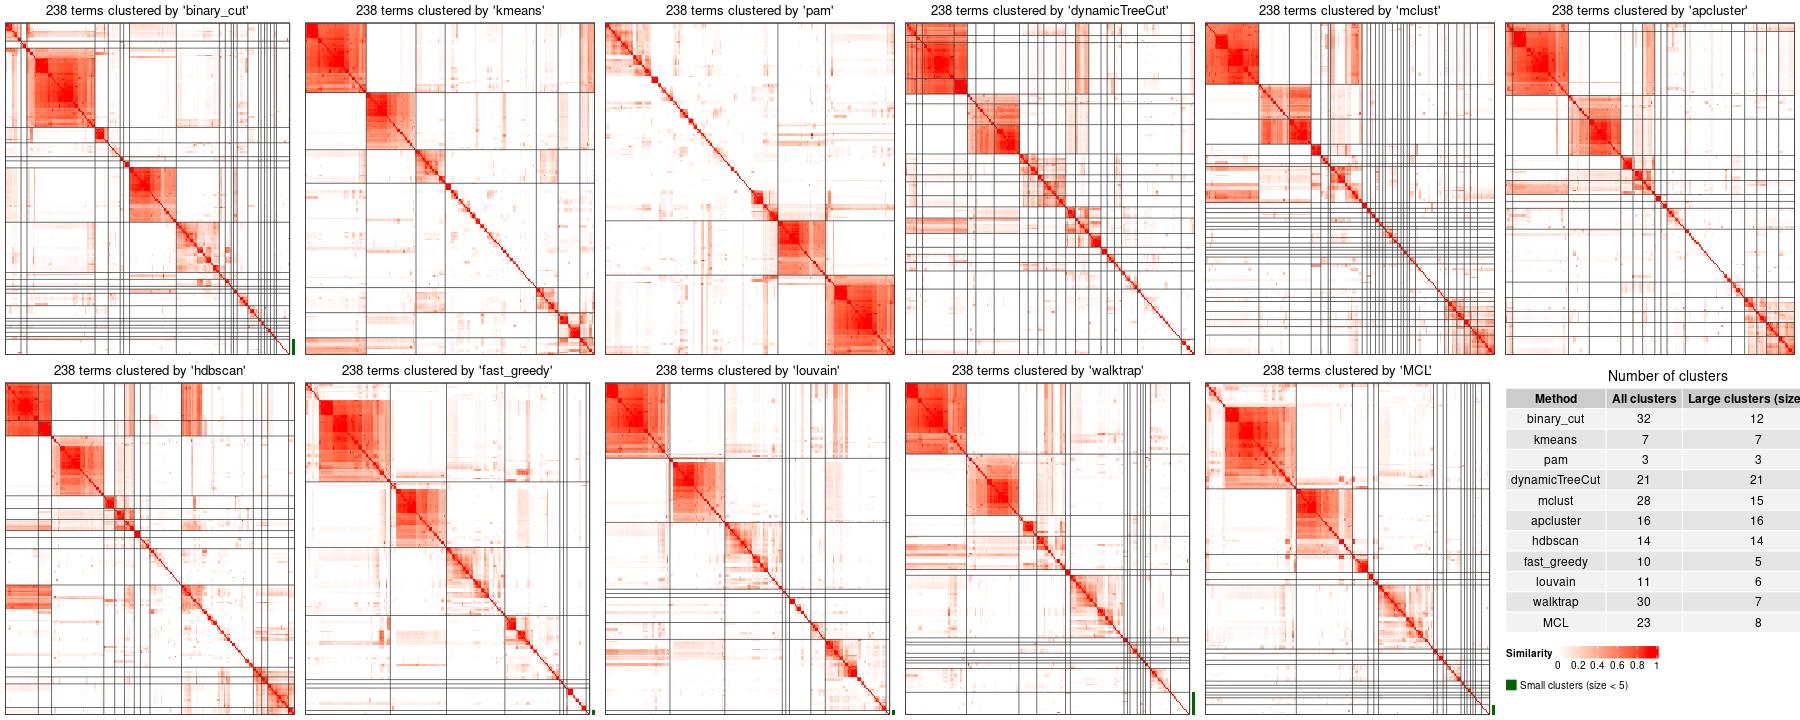 238 terms clustered by 'binary_cut'
238 terms clustered by 'kmeans'
238 terms clustered by 'pam'
238 terms clustered by 'dynamicTreeCut'
238 terms clustered by 'mclust'
238 terms clustered by 'apcluster'
238 terms clustered by 'hdbscan'
238 terms clustered by 'fast_greedy'
238 terms clustered by 'louvain'
238 terms clustered by 'walktrap'
238 terms clustered by 'MCL'
Number of clusters
Method All clusters Large clusters (size
binary_cut 32 12
kmeans 7 7
pam 3 3
dynamicTreeCut 21 21
mclust 28 15
apcluster 16 16
hdbscan 14 14
fast_greedy 10 5
louvain 11 6
walktrap 30 7
MCL 23 8
Similarity
0 0.2 0.4 0.6 0.8 1
Small clusters (size < 5)